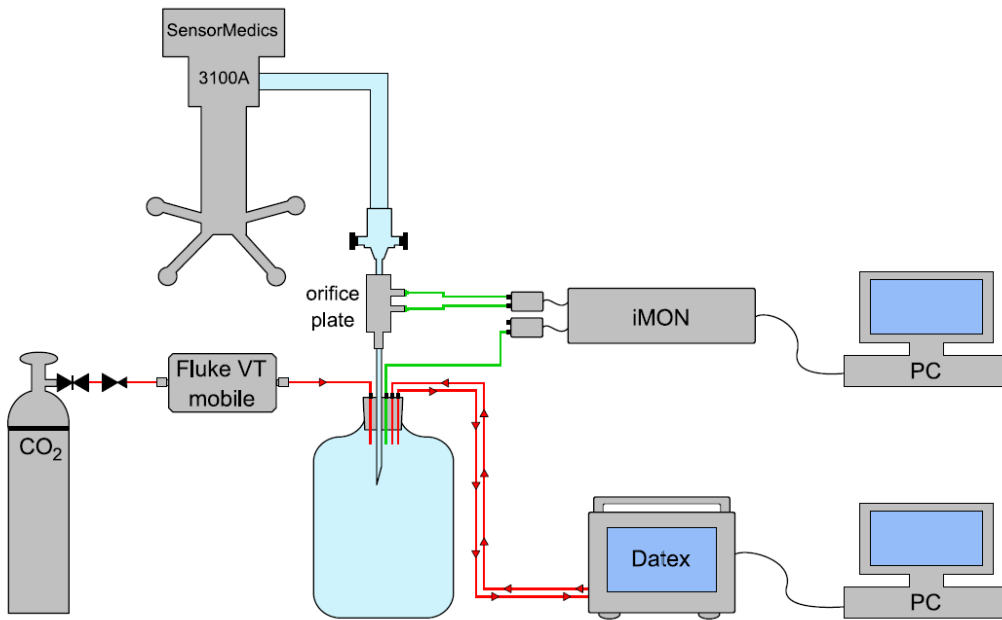 SensorMedics
3100A
orifice
plate
iMON
PC
Fluke VT
mobile
CO₂
Datex
PC